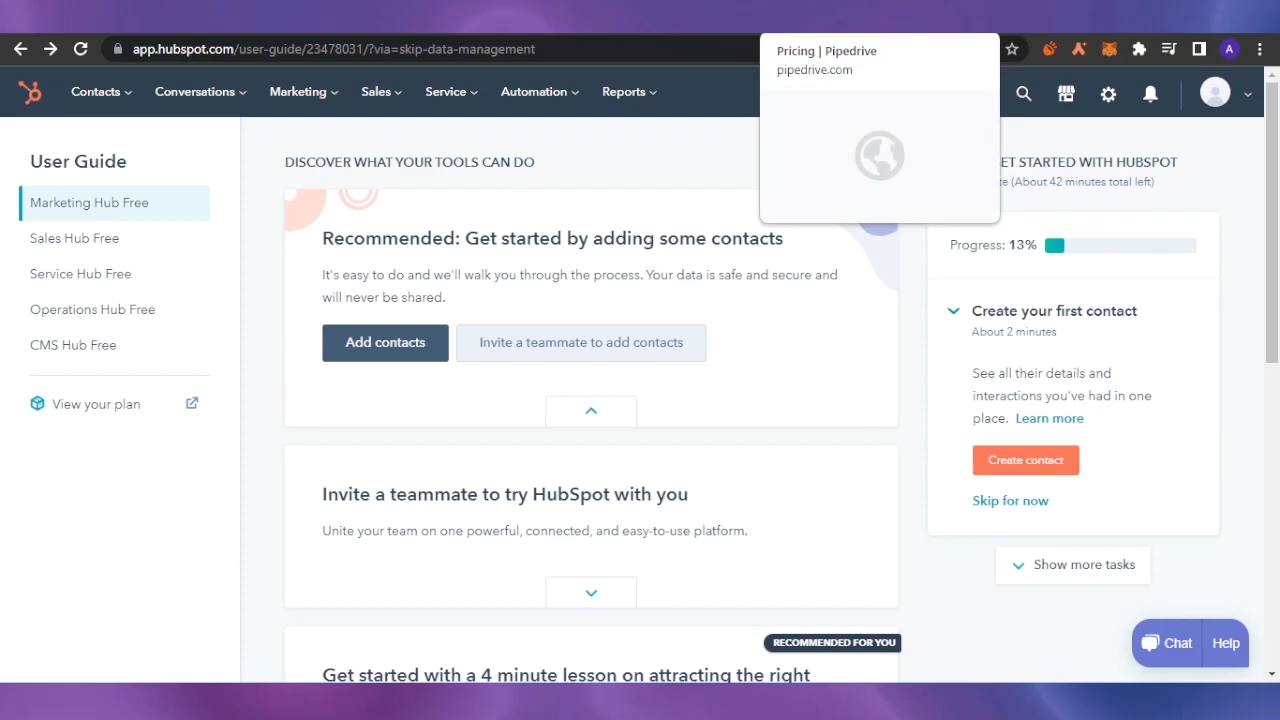 app.hubspot.com/user-guide/23478031/?via=skip-data-management
Pricing | Pipedrive
pipedrive.com
A
Contacts
Conversations
Marketing
Sales
Service
Automation
Reports
User Guide
Marketing Hub Free
Sales Hub Free
Service Hub Free
Operations Hub Free
CMS Hub Free
View your plan
DISCOVER WHAT YOUR TOOLS CAN DO
Recommended: Get started by adding some contacts
It's easy to do and we'll walk you through the process. Your data is safe and secure and
will never be shared.
Add contacts
Invite a teammate to add contacts
Invite a teammate to try HubSpot with you
Unite your team on one powerful, connected, and easy-to-use platform.
RECOMMENDED FOR YOU
Get started with a 4 minute lesson on attracting the right
ET STARTED WITH HUBSPOT
te (About 42 minutes total left)
Progress: 13%
Create your first contact
About 2 minutes
See all their details and
interactions you've had in one
place. Learn more
Create contact
Skip for now
Show more tasks
Chat
Help